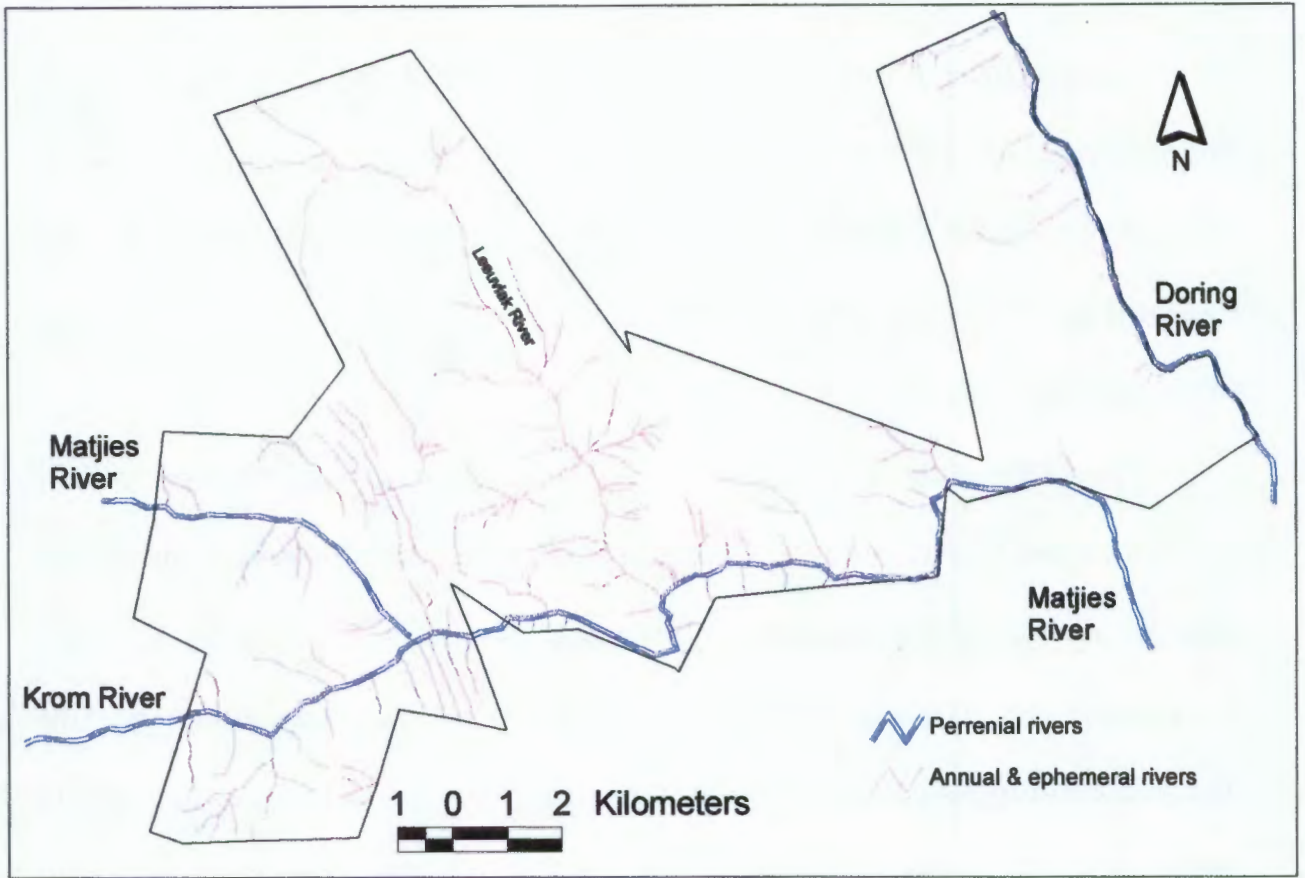 N
Leeuvlak River
Doring
River
Matjies
River
Matjies
River
Krom River
Perrenial rivers
Annual & ephemeral rivers
1 0 1 2 Kilometers